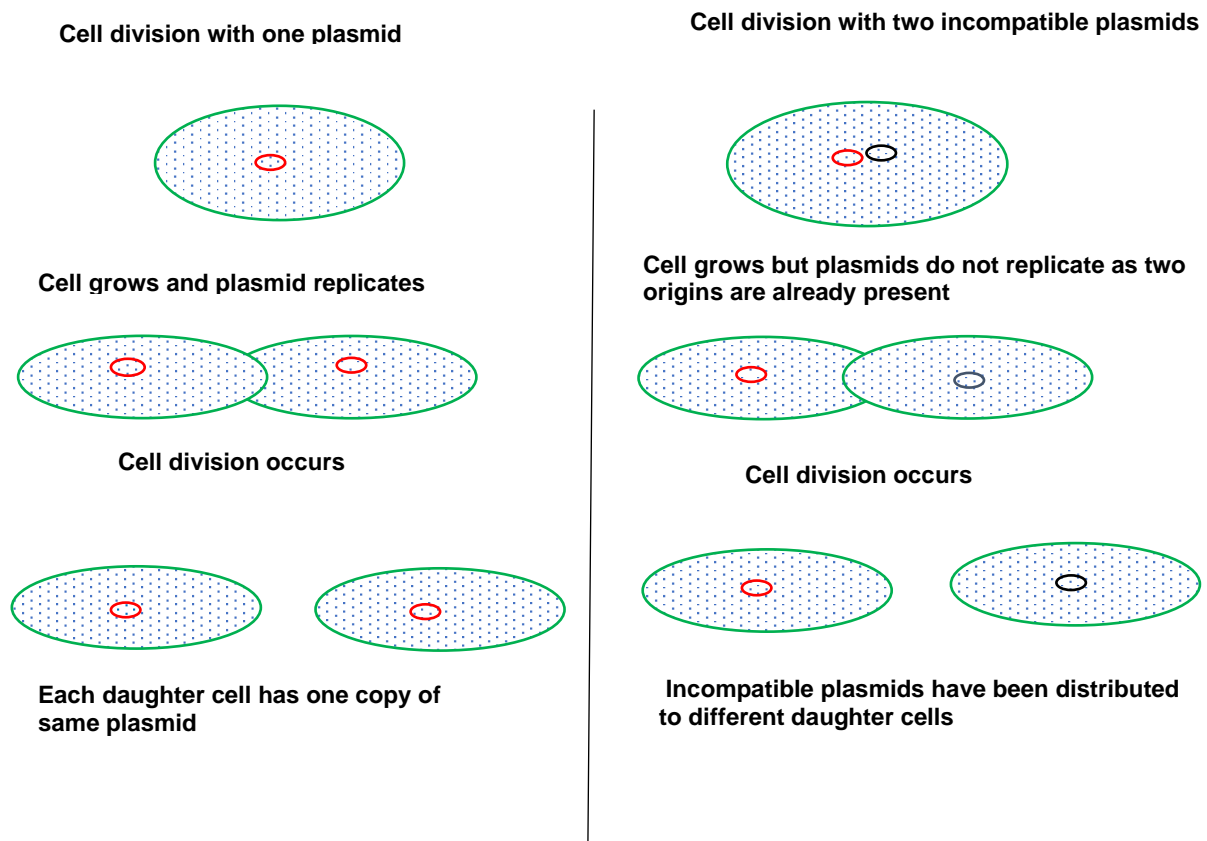 Cell division with one plasmid
Cell grows and plasmid replicates
Cell division occurs
Each daughter cell has one copy of
same plasmid
Cell division with two incompatible plasmids
Cell grows but plasmids do not replicate as two
origins are already present
Cell division occurs
Incompatible plasmids have been distributed
to different daughter cells